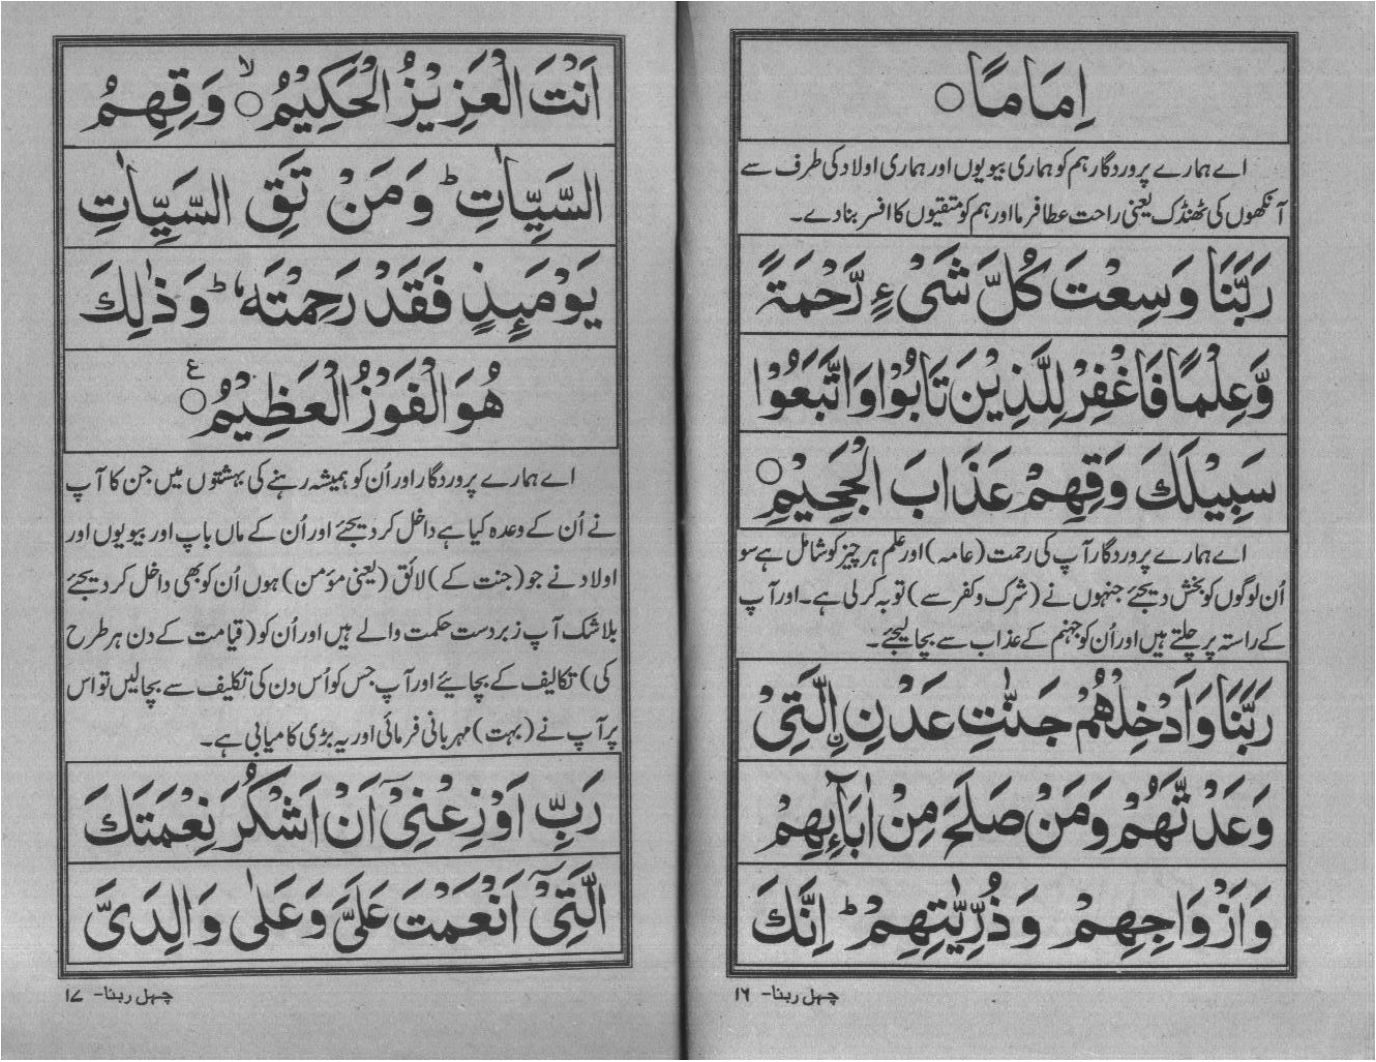 اِمَامًا ○
اے ہمارے پروردگار ہم کو ہماری بیویوں اور ہماری اولاد کی طرف سے
آنکھوں کی ٹھنڈک یعنی راحت عطا فرما اور ہم کو متقیوں کا افسر بنا دے۔
رَبَّنَا وَسِعْتَ كُلَّ شَیْءٍ رَّحْمَةً
وَّعِلْمًا فَاغْفِرْ لِلَّذِیْنَ تَابُوْا وَاتَّبَعُوْا
سَبِیْلَكَ وَقِهِمْ عَذَابَ الْجَحِیْمِ ○
اے ہمارے پروردگار آپ کی رحمت (عامہ) اور علم ہر چیز کو شامل ہے سو
اُن لوگوں کو بخش دیجئے جنہوں نے (شرک و کفر سے) توبہ کر لی ہے۔ اور آپ
کے راستہ پر چلتے ہیں اور اُن کو جہنم کے عذاب سے بچا لیجئے۔
رَبَّنَا وَاَدْخِلْهُمْ جَنّٰتِ عَدْنِ ۨالَّتِیْ
وَعَدْتَّهُمْ وَمَنْ صَلَحَ مِنْ اٰبَآئِهِمْ
وَاَزْوَاجِهِمْ وَذُرِّیّٰتِهِمْ ؕ اِنَّكَ
چہل ربنا- ۱۶
اَنْتَ الْعَزِیْزُ الْحَكِیْمُ ○ۙ وَقِهِمُ
السَّیِّاٰتِ ؕ وَمَنْ تَقِ السَّیِّاٰتِ
یَوْمَئِذٍ فَقَدْ رَحِمْتَهٗ ؕ وَذٰلِكَ
هُوَ الْفَوْزُ الْعَظِیْمُ ○ع
اے ہمارے پروردگار اور اُن کو ہمیشہ رہنے کی بہشتوں میں جن کا آپ
نے اُن کے وعدہ کیا ہے داخل کر دیجئے اور اُن کے ماں باپ اور بیویوں اور
اولاد نے جو (جنت کے) لائق (یعنی مؤمن) ہوں اُن کو بھی داخل کر دیجئے
بلاشک آپ زبردست حکمت والے ہیں اور اُن کو (قیامت کے دن ہر طرح
کی) تکالیف کے بچائیے اور آپ جس کو اُس دن کی تکلیف سے بچا لیں تو اس
پر آپ نے (بہت) مہربانی فرمائی اور یہ بڑی کامیابی ہے۔
رَبِّ اَوْزِعْنِیْۤ اَنْ اَشْكُرَ نِعْمَتَكَ
الَّتِیْۤ اَنْعَمْتَ عَلَیَّ وَعَلٰی وَالِدَیَّ
چہل ربنا- ۱۷